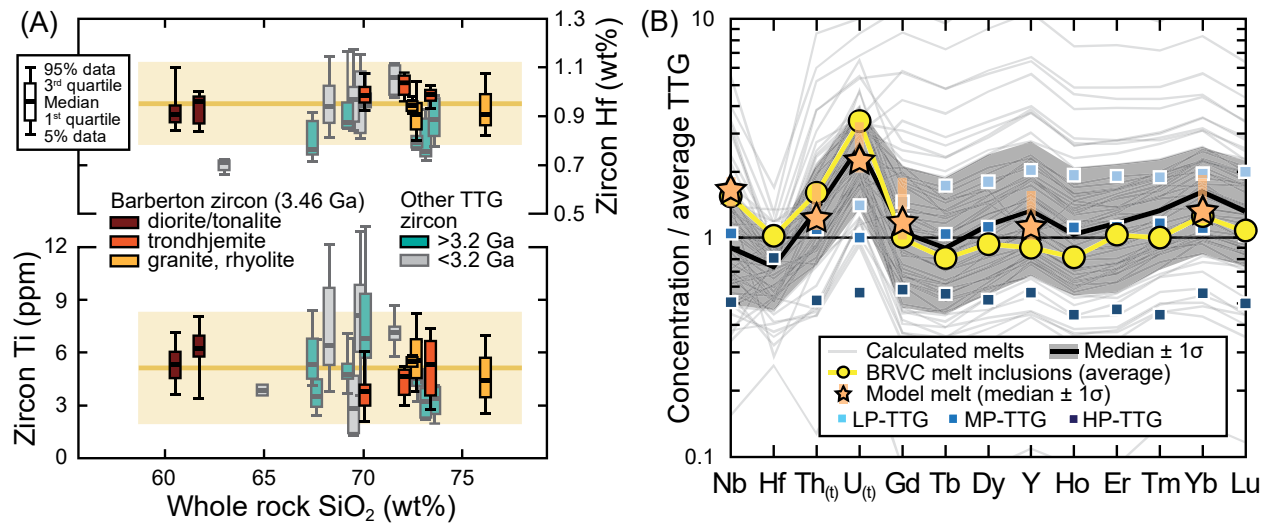 (A)
1.3
1.1
0.9
0.7
0.5
Zircon Hf (wt%)
95% data
3rd quartile
Median
1st quartile
5% data
Barberton zircon (3.46 Ga)
diorite/tonalite
trondhjemite
granite, rhyolite
Other TTG
zircon
>3.2 Ga
<3.2 Ga
12
9
6
3
0
Zircon Ti (ppm)
60
65
70
75
Whole rock SiO2 (wt%)
(B)
10
1
0.1
Concentration / average TTG
Calculated melts
Median ± 1σ
BRVC melt inclusions (average)
Model melt (median ± 1σ)
LP-TTG
MP-TTG
HP-TTG
Nb
Hf
Th(t)
U(t)
Gd
Tb
Dy
Y
Ho
Er
Tm
Yb
Lu